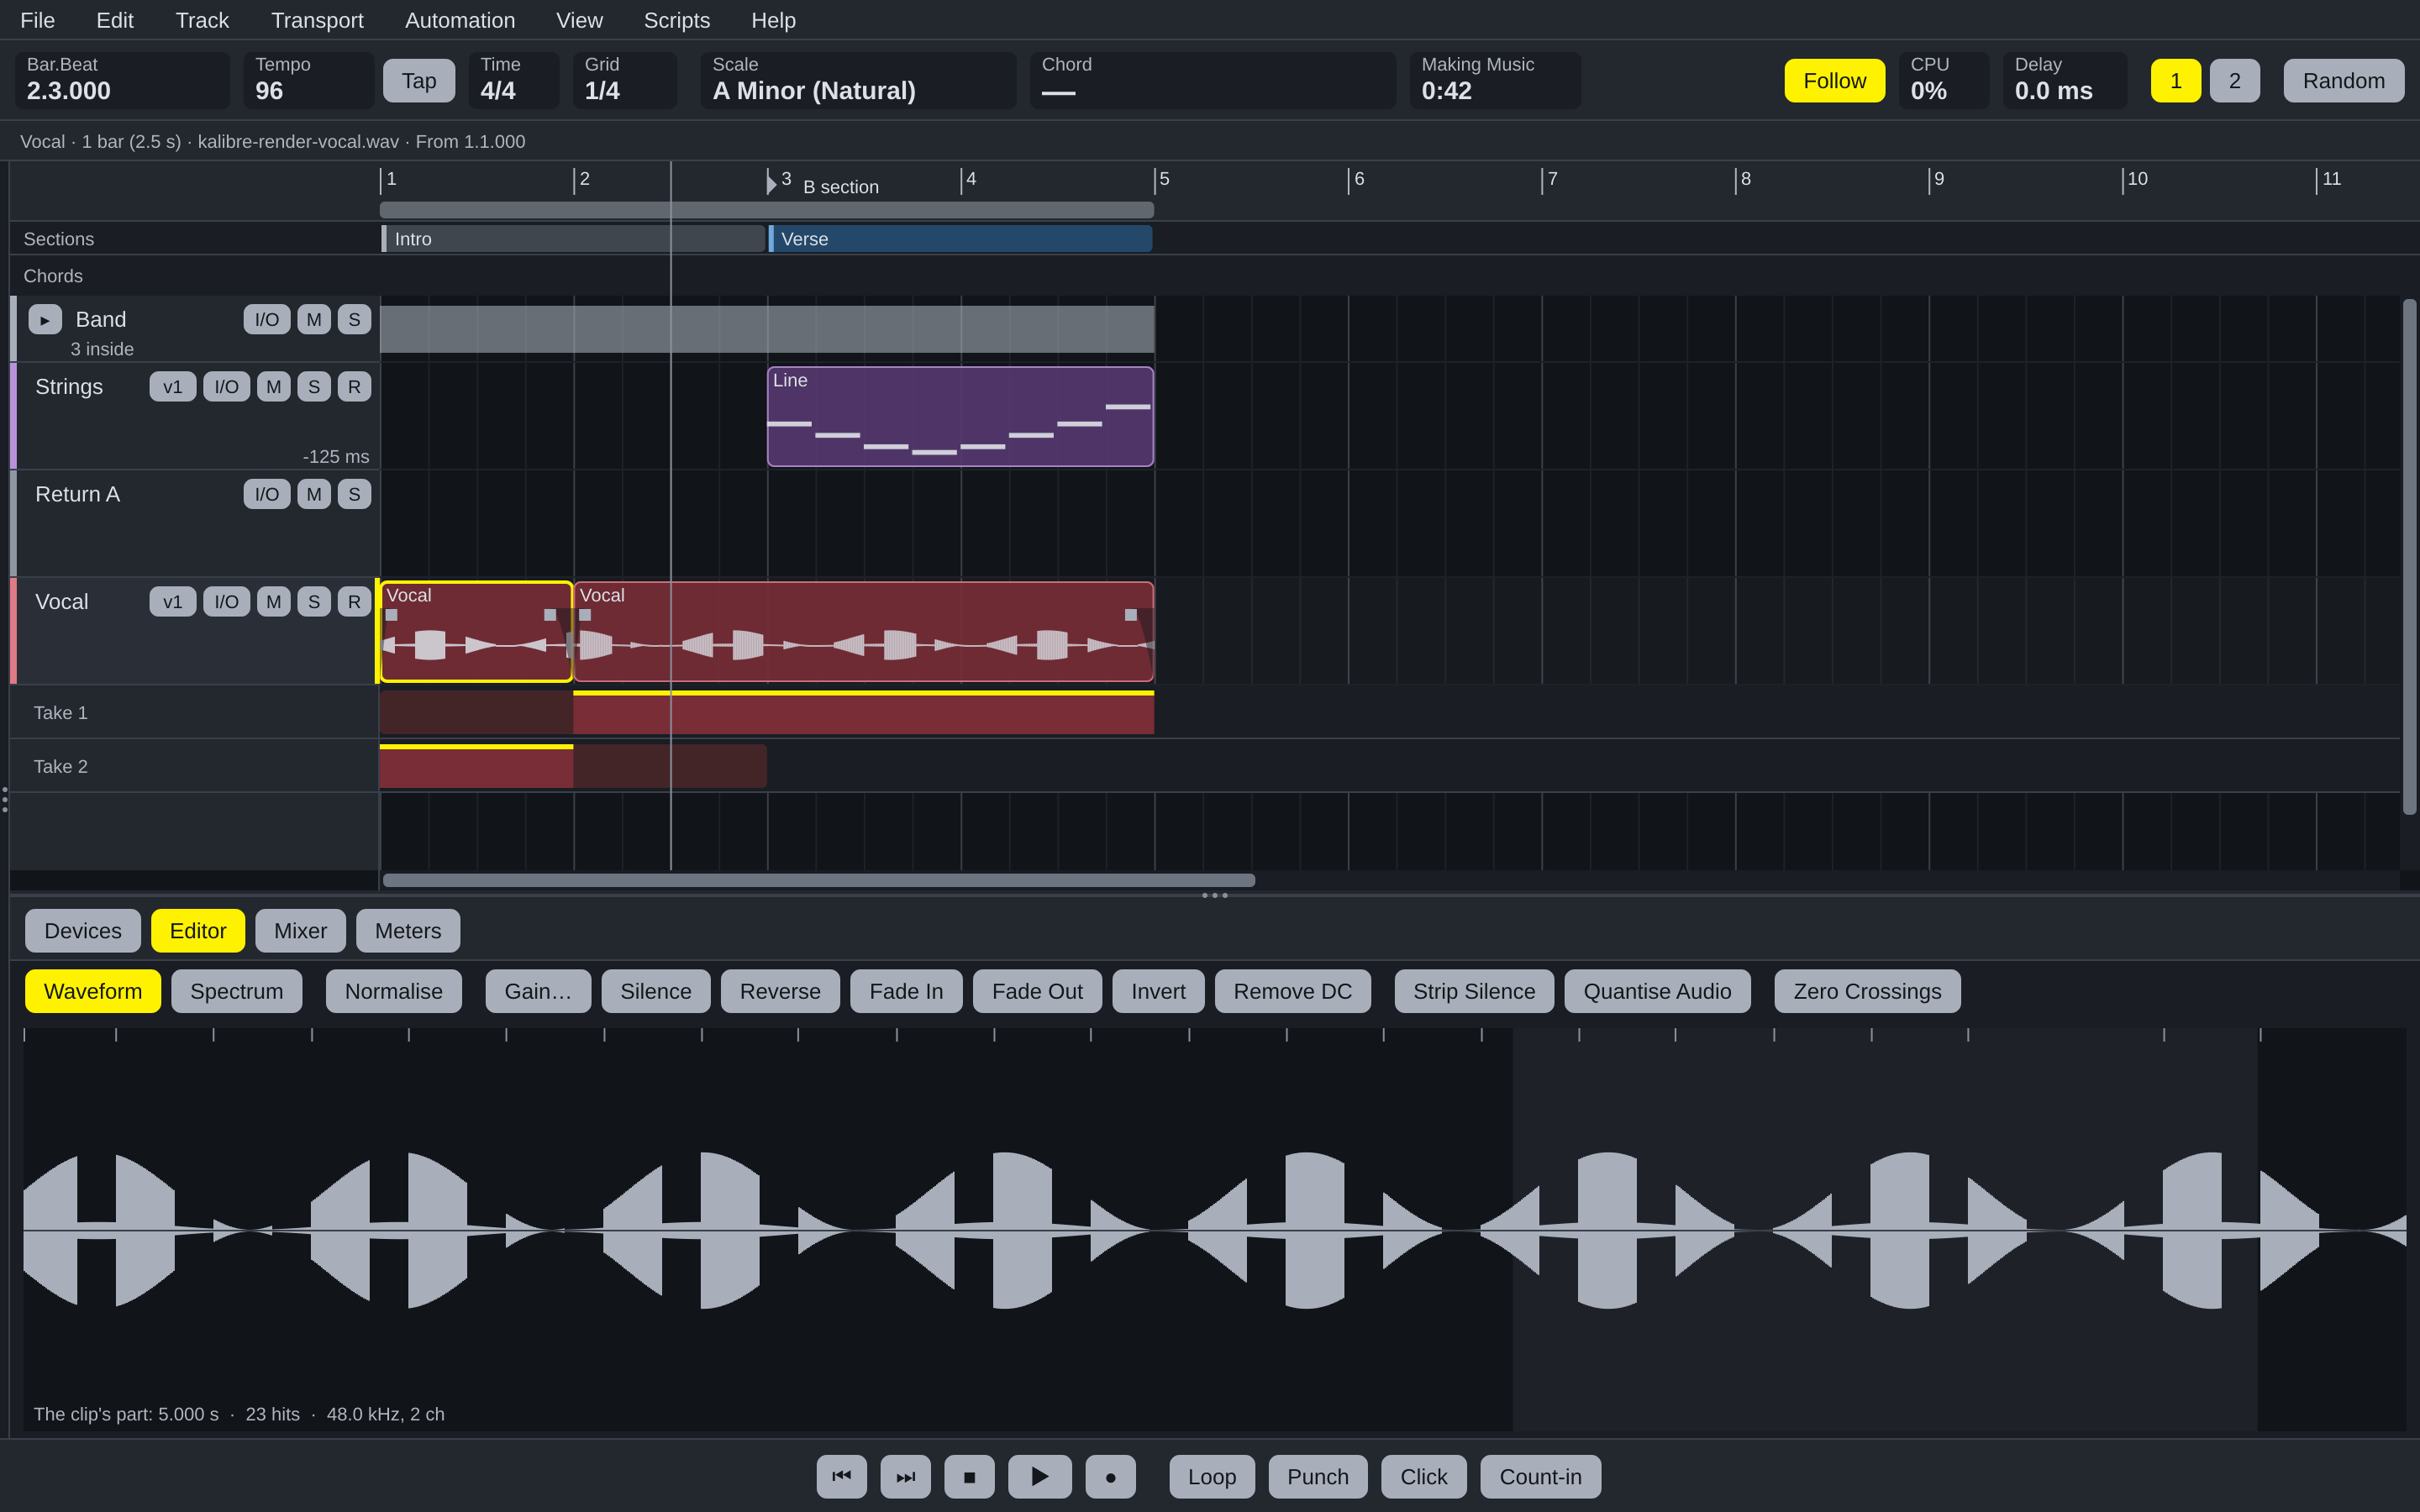 File Edit Track Transport Automation View Scripts Help
Bar.Beat Tempo Time Grid Scale Chord Making Music CPU Delay
2.3.000 96 Tap 4/4 1/4 A Minor (Natural) — 0:42 Follow 0% 0.0 ms 1 2 Random
Vocal · 1 bar (2.5 s) · kalibre-render-vocal.wav · From 1.1.000
1 2 3 B section 4 5 6 7 8 9 10 11
Sections Intro Verse
Chords
Band I/O M S
3 inside
Strings v1 I/O M S R Line
-125 ms
Return A I/O M S
Vocal v1 I/O M S R Vocal Vocal
Take 1
Take 2
Devices Editor Mixer Meters
Waveform Spectrum Normalise Gain… Silence Reverse Fade In Fade Out Invert Remove DC Strip Silence Quantise Audio Zero Crossings
The clip's part: 5.000 s · 23 hits · 48.0 kHz, 2 ch
Loop Punch Click Count-in